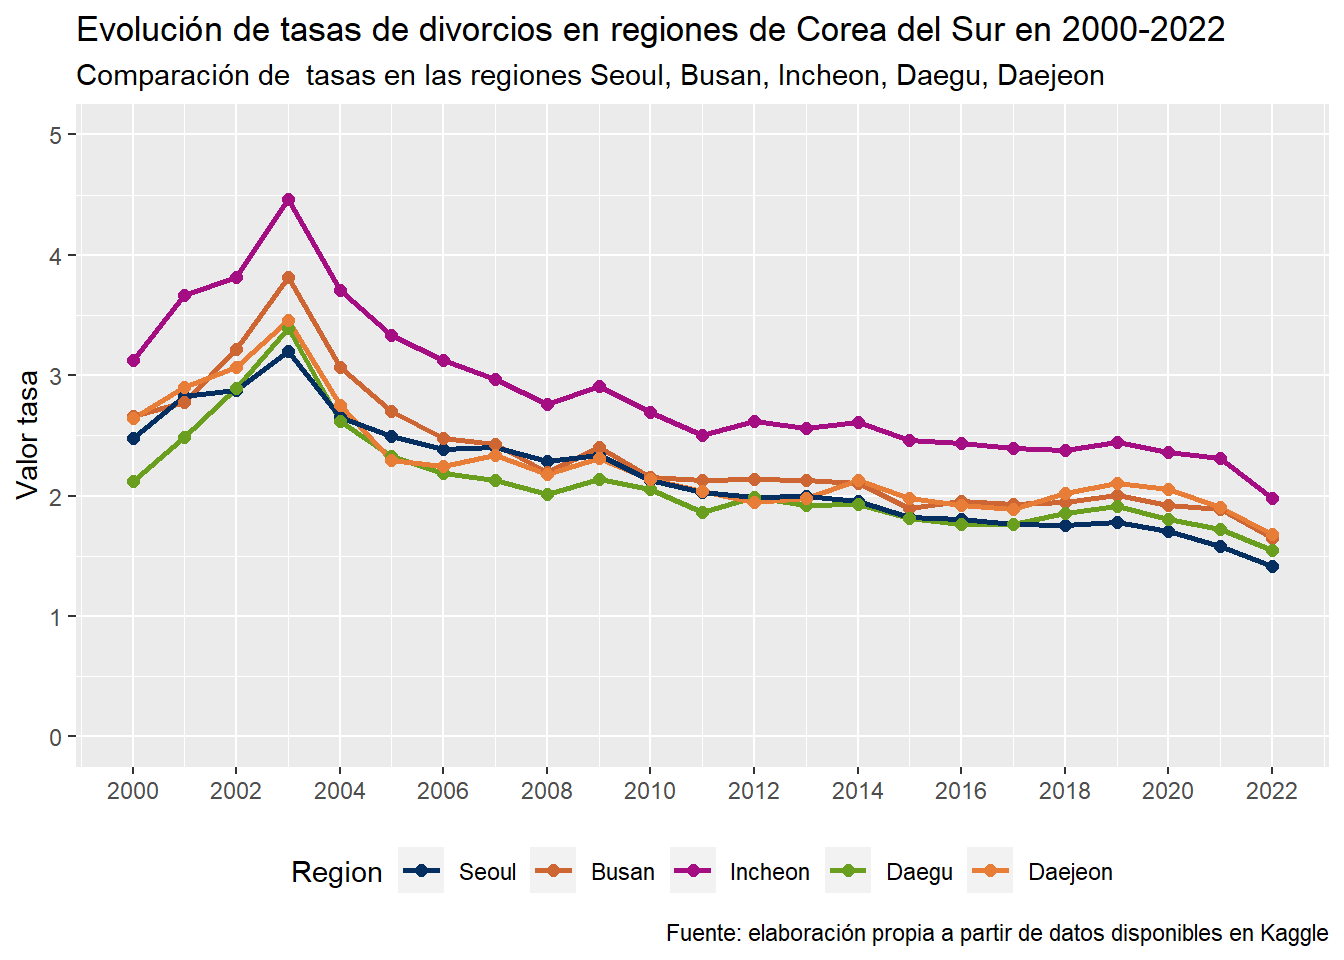 Evolución de tasas de divorcios en regiones de Corea del Sur en 2000-2022
Comparación de  tasas en las regiones Seoul, Busan, Incheon, Daegu, Daejeon
Valor tasa
5
4
3
2
1
0
2000 2002 2004 2006 2008 2010 2012 2014 2016 2018 2020 2022
Region Seoul Busan Incheon Daegu Daejeon
Fuente: elaboración propia a partir de datos disponibles en Kaggle